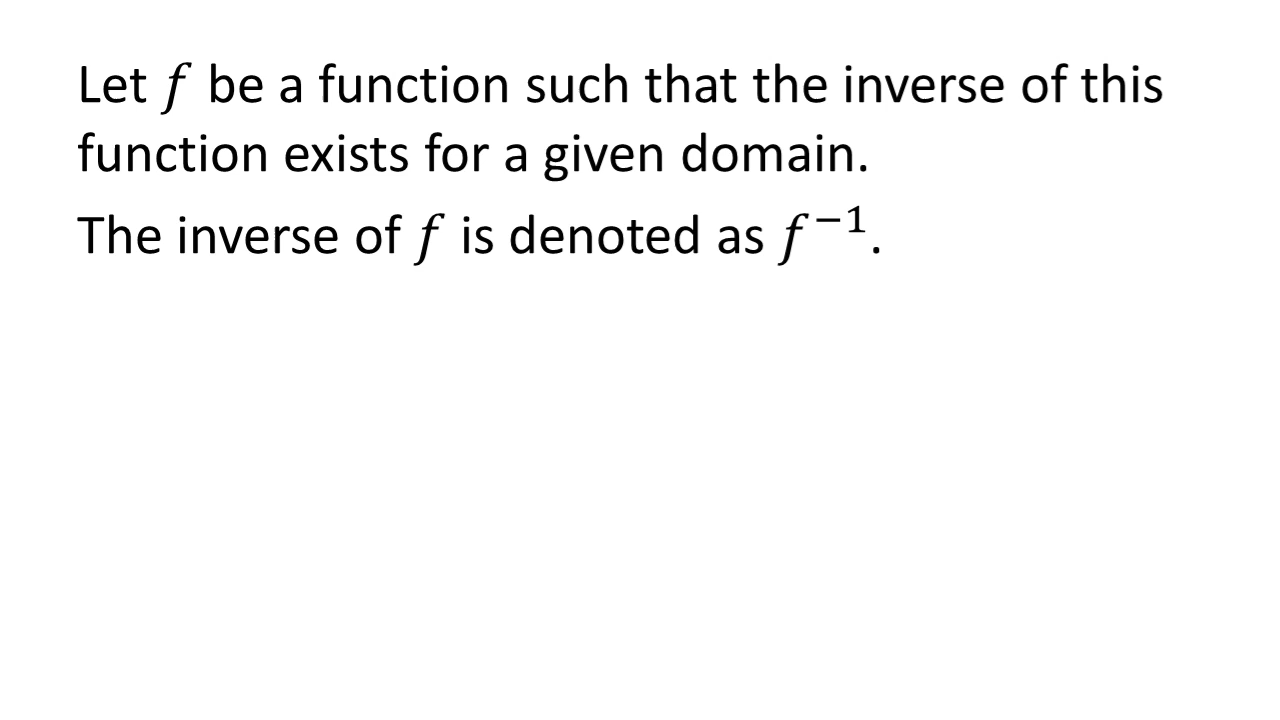 Let 𝑓 be a function such that the inverse of this
function exists for a given domain.
The inverse of 𝑓 is denoted as 𝑓⁻¹.